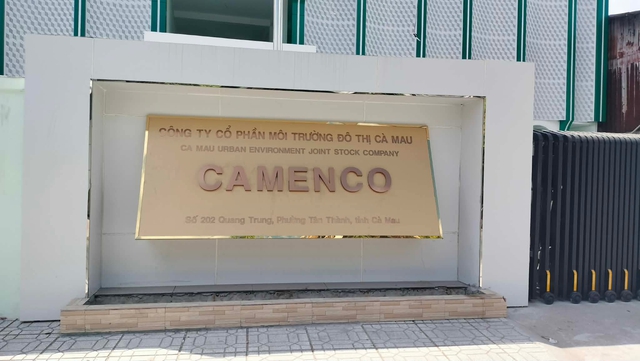 CÔNG TY CỔ PHẦN MÔI TRƯỜNG ĐÔ THỊ CÀ MAU
CA MAU URBAN ENVIRONMENT JOINT STOCK COMPANY
CAMENCO
Số 202 Quang Trung, Phường Tân Thành, tỉnh Cà Mau